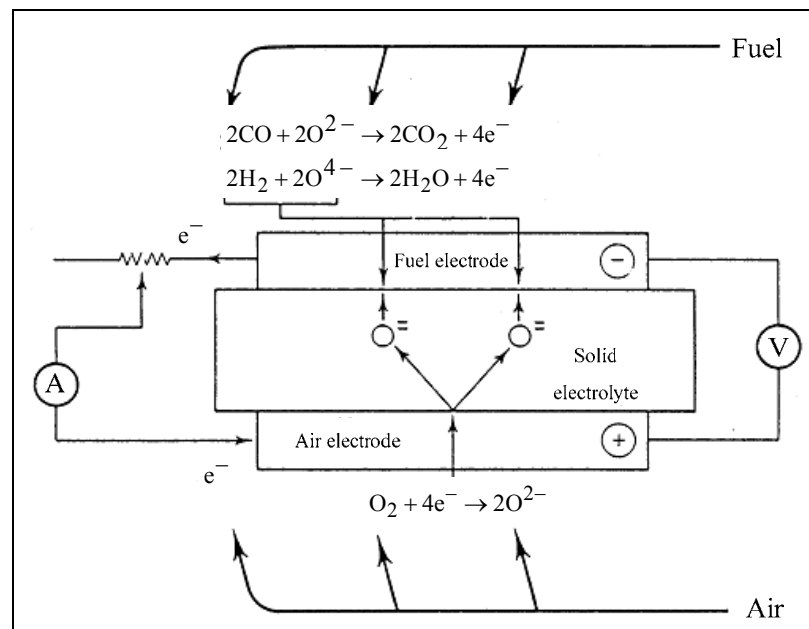 Fuel
2CO + 2O²⁻ → 2CO₂ + 4e⁻
2H₂ + 2O⁴⁻ → 2H₂O + 4e⁻
e⁻
Fuel electrode
−
=
=
Solid
electrolyte
A
V
Air electrode
+
e⁻
O₂ + 4e⁻ → 2O²⁻
Air